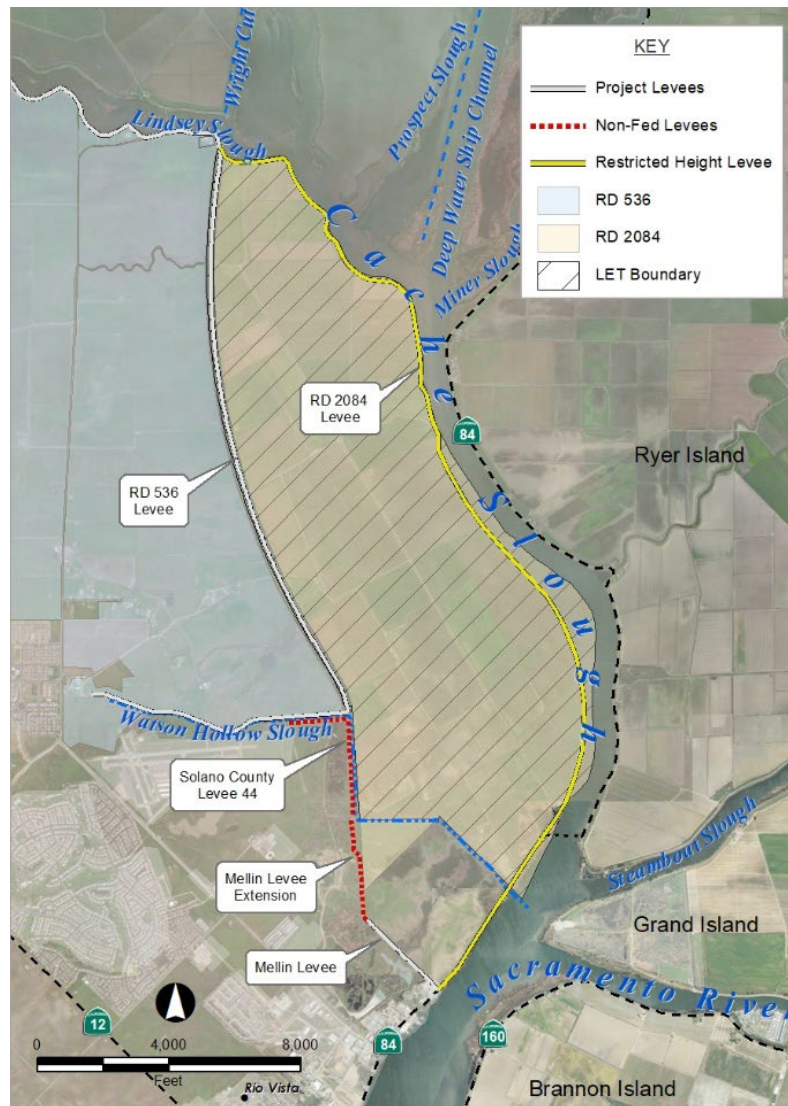 KEY
Project Levees
Non-Fed Levees
Restricted Height Levee
RD 536
RD 2084
LET Boundary
Wright Cut
Lindsey Slough
Prospect Slough
Deep Water Ship Channel
Miner Slough
Cache Slough
RD 2084
Levee
84
Ryer Island
RD 536
Levee
Watson Hollow Slough
Solano County
Levee 44
Mellin Levee
Extension
Mellin Levee
Steamboat Slough
Grand Island
Sacramento River
12
84
160
0 4,000 8,000
Feet
Rio Vista
Brannon Island